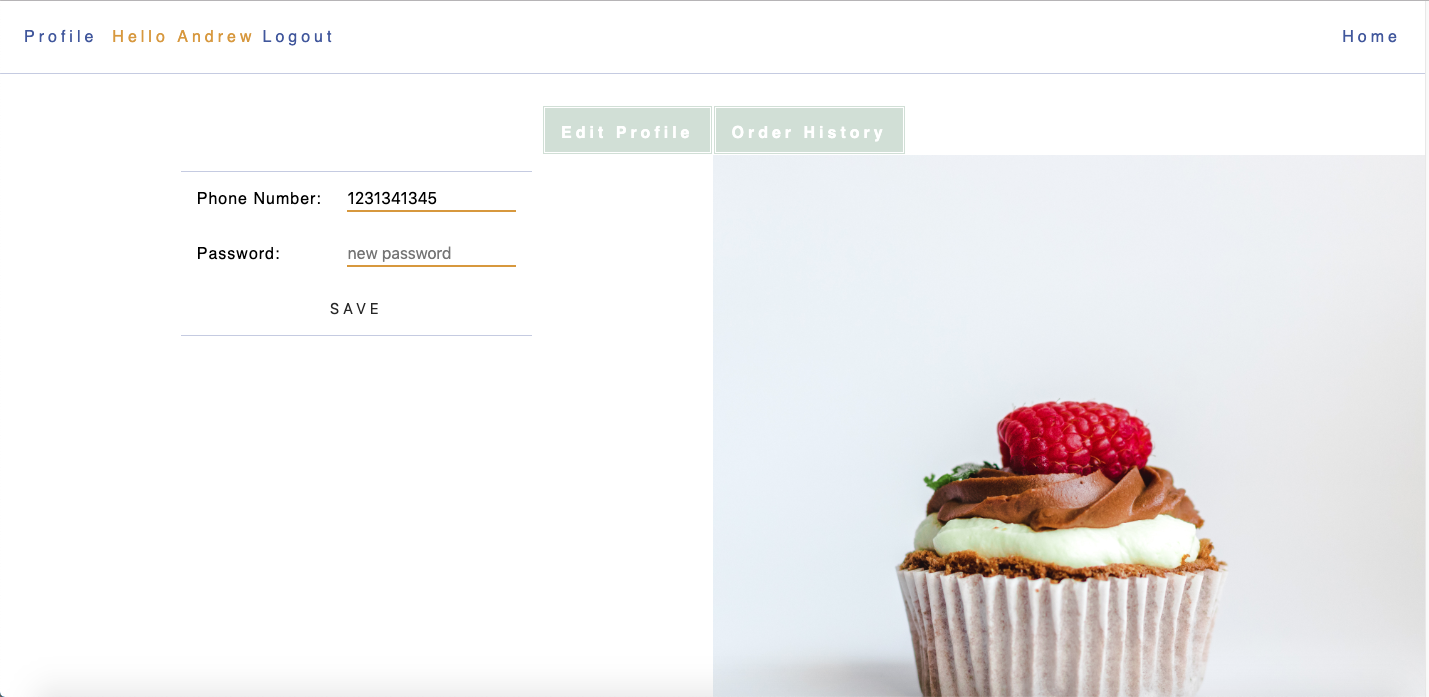 Profile Hello Andrew Logout Home
Edit Profile Order History
Phone Number: 1231341345
Password: new password
SAVE